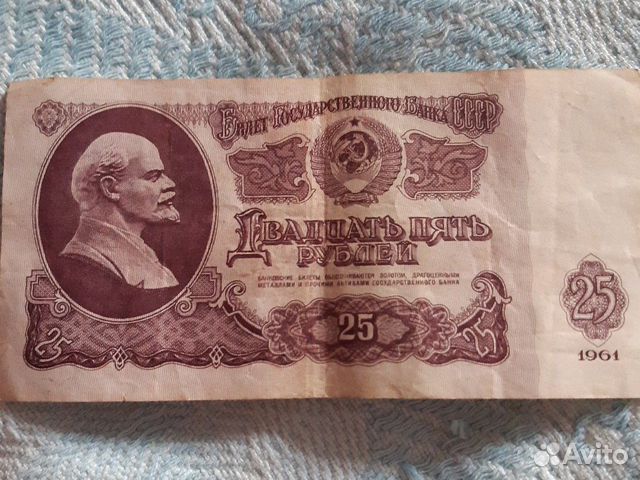 Билет Государственного Банка СССР
Двадцать пять
рублей
БАНКОВСКИЕ БИЛЕТЫ ОБЕСПЕЧИВАЮТСЯ ЗОЛОТОМ, ДРАГОЦЕННЫМИ
МЕТАЛЛАМИ И ПРОЧИМИ АКТИВАМИ ГОСУДАРСТВЕННОГО БАНКА
25
25
25
25
1961
Avito